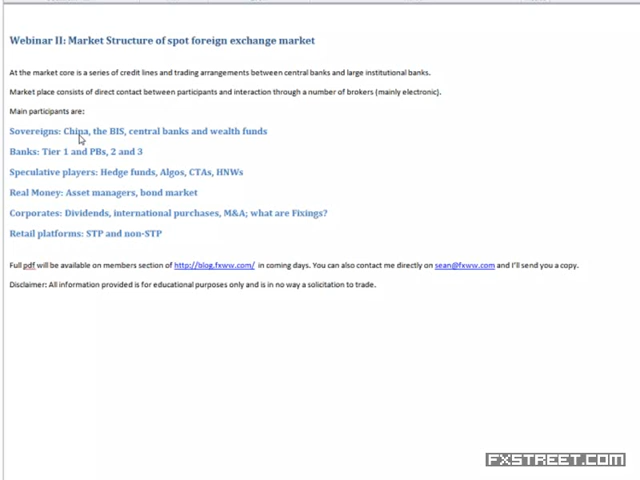 Webinar II: Market Structure of spot foreign exchange market
At the market core is a series of credit lines and trading arrangements between central banks and large institutional banks.
Market place consists of direct contact between participants and interaction through a number of brokers (mainly electronic).
Main participants are:
Sovereigns: China, the BIS, central banks and wealth funds
Banks: Tier 1 and PBs, 2 and 3
Speculative players: Hedge funds, Algos, CTAs, HNWs
Real Money: Asset managers, bond market
Corporates: Dividends, international purchases, M&A; what are Fixings?
Retail platforms: STP and non-STP
Full pdf will be available on members section of http://blog.fxww.com/ in coming days. You can also contact me directly on sean@fxww.com and I'll send you a copy.
Disclaimer: All information provided is for educational purposes only and is in no way a solicitation to trade.
FXSTREET.COM